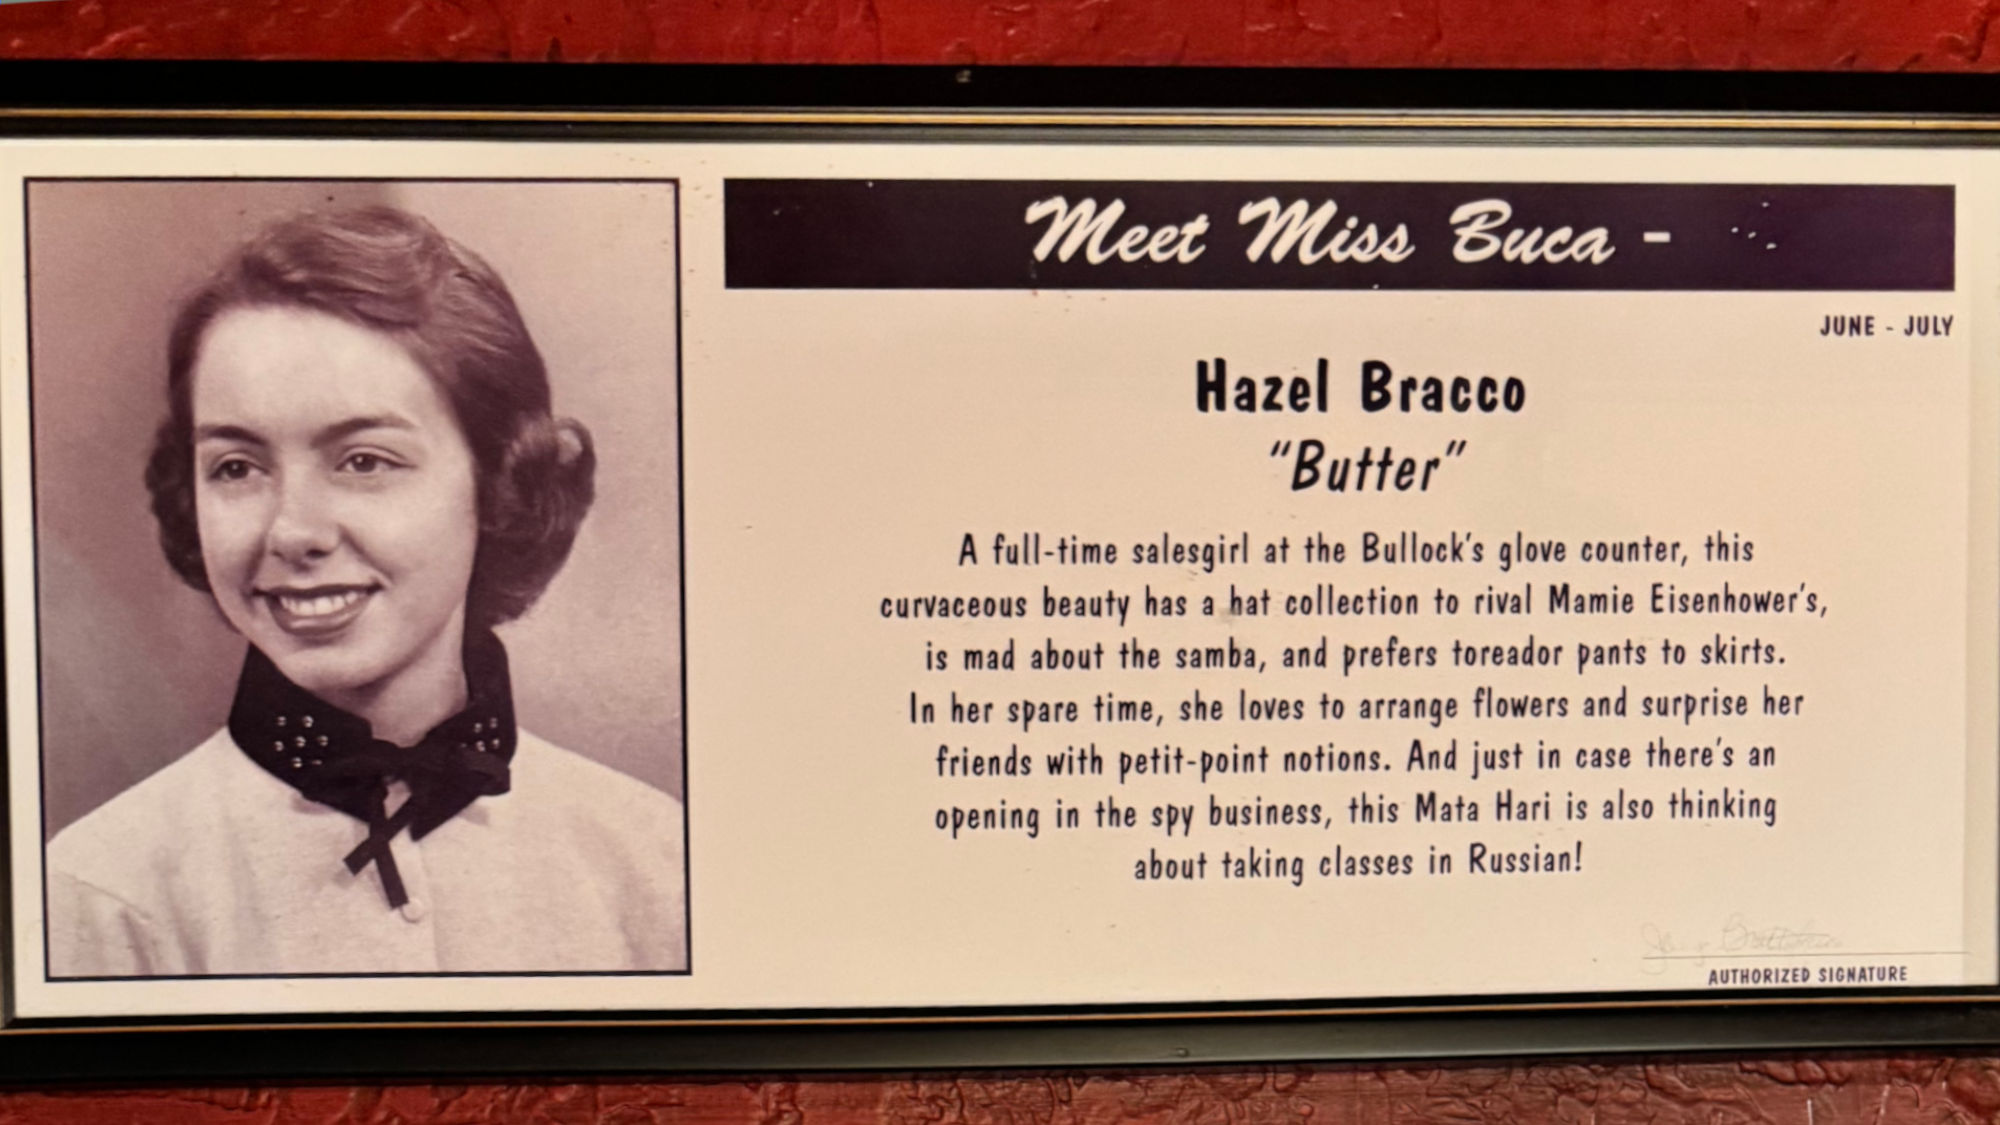 Meet Miss Buca -
JUNE - JULY
Hazel Bracco
"Butter"
A full-time salesgirl at the Bullock's glove counter, this
curvaceous beauty has a hat collection to rival Mamie Eisenhower's,
is mad about the samba, and prefers toreador pants to skirts.
In her spare time, she loves to arrange flowers and surprise her
friends with petit-point notions. And just in case there's an
opening in the spy business, this Mata Hari is also thinking
about taking classes in Russian!
AUTHORIZED SIGNATURE